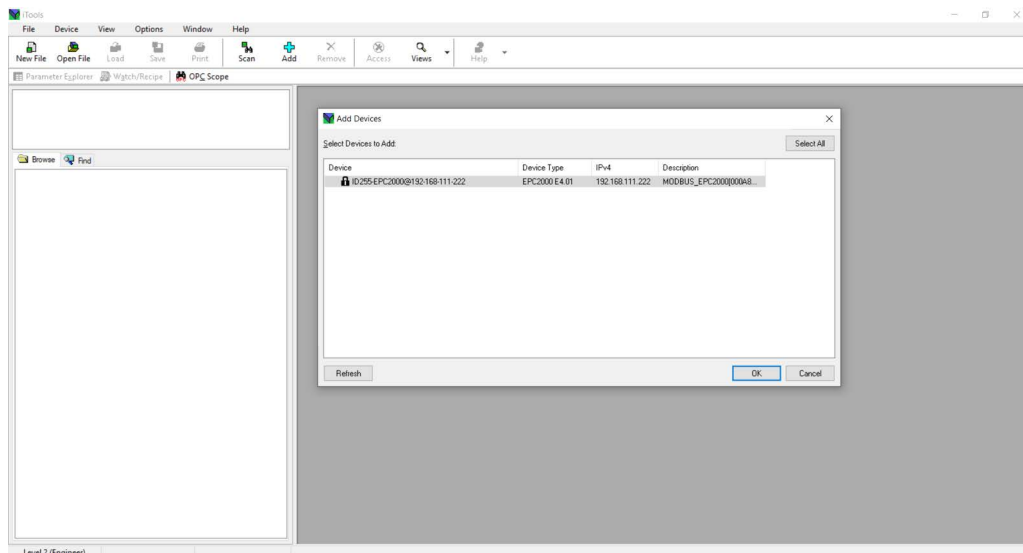 iTools
File Device View Options Window Help
New File Open File Load Save Print Scan Add Remove Access Views Help
Parameter Explorer Watch/Recipe OPC Scope
Browse Find
Add Devices
Select Devices to Add:
Select All
Device Device Type IPv4 Description
ID255-EPC2000@192-168-111-222 EPC2000 E4.01 192.168.111.222 MODBUS_EPC2000[000A8...
Refresh OK Cancel
Level 2 (Engineer)